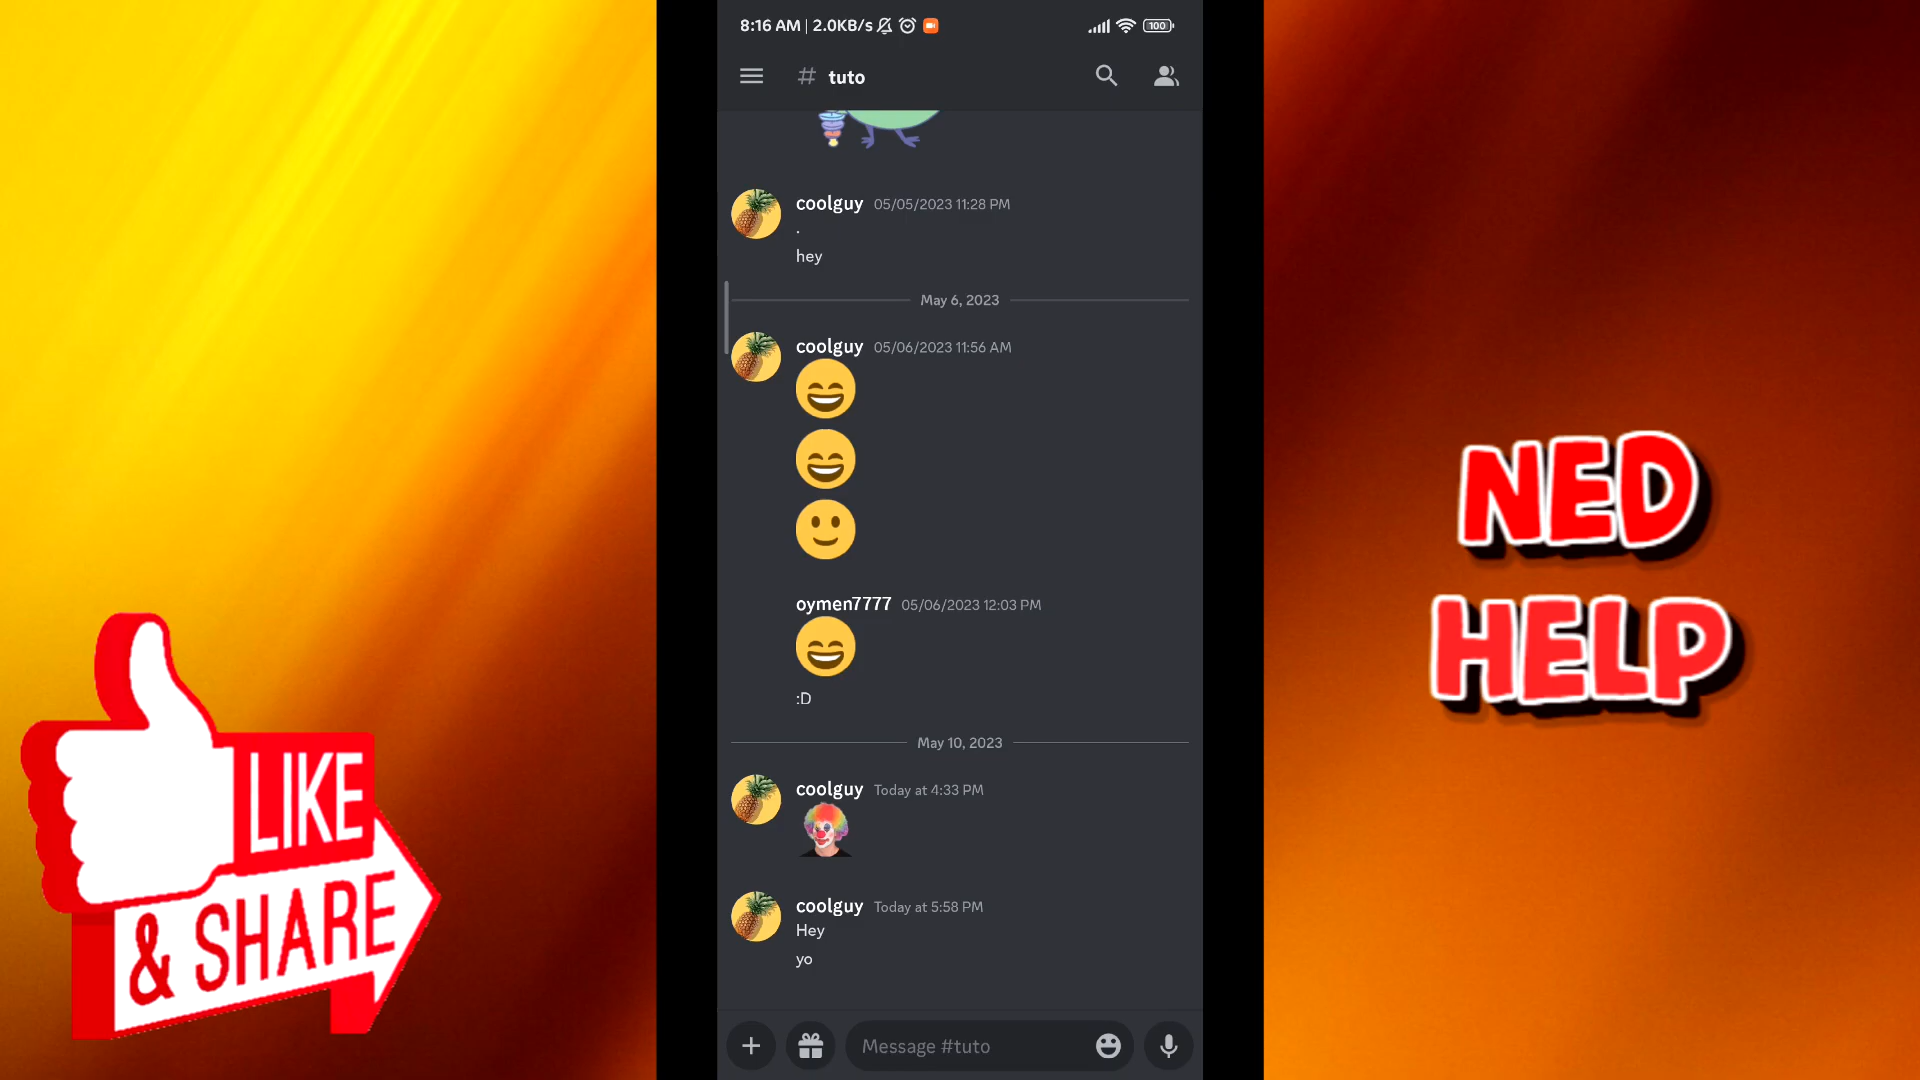 8:16 AM | 2.0KB/s
100
# tuto
coolguy 05/05/2023 11:28 PM
.
hey
May 6, 2023
coolguy 05/06/2023 11:56 AM
oymen7777 05/06/2023 12:03 PM
:D
May 10, 2023
coolguy Today at 4:33 PM
coolguy Today at 5:58 PM
Hey
yo
Message #tuto
LIKE
& SHARE
NED
HELP